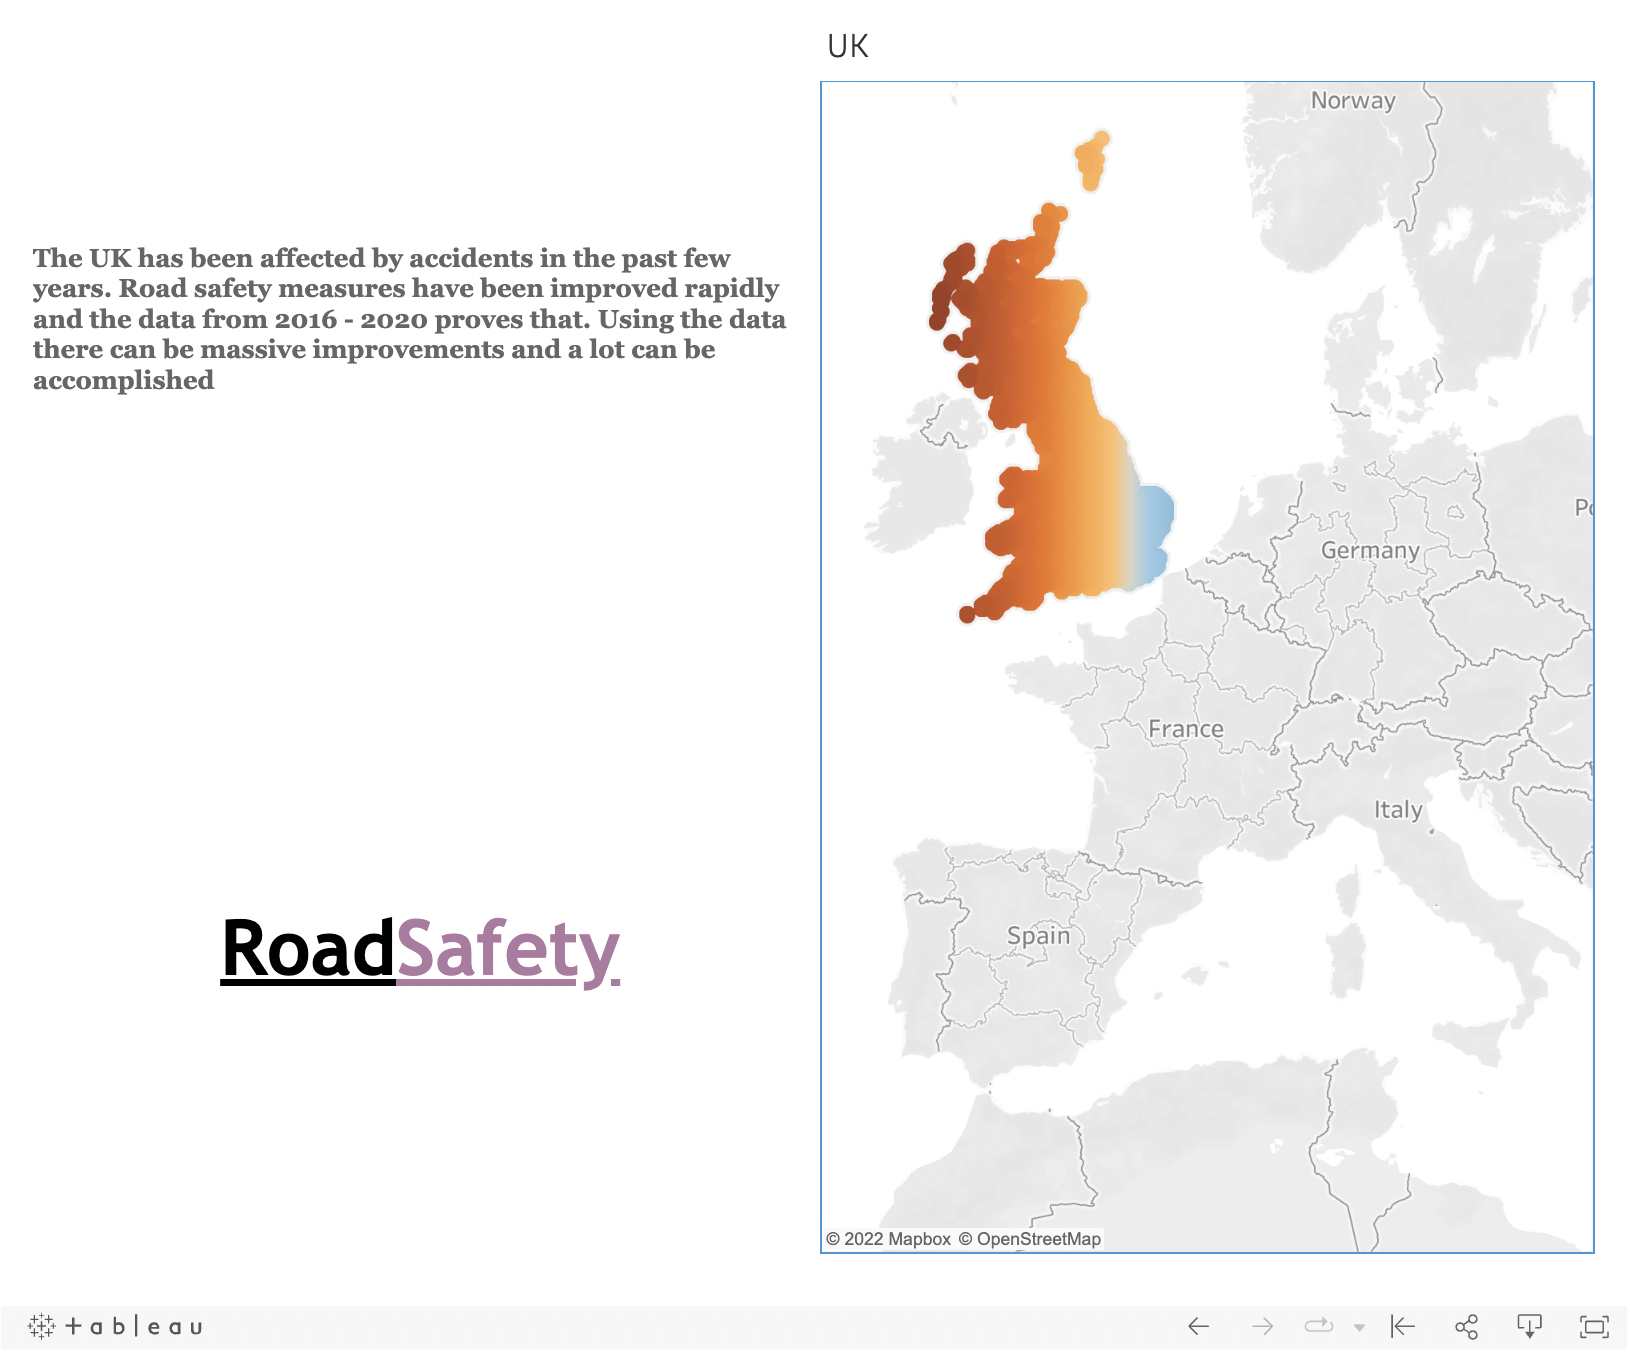 UK
The UK has been affected by accidents in the past few
years. Road safety measures have been improved rapidly
and the data from 2016 - 2020 proves that. Using the data
there can be massive improvements and a lot can be
accomplished
RoadSafety
Norway
Germany
Po
France
Italy
Spain
© 2022 Mapbox © OpenStreetMap
+ableau